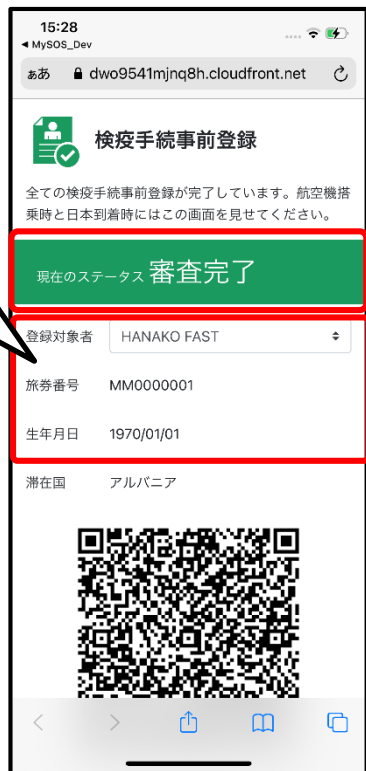 15:28
◀ MySOS_Dev
ぁあ dwo9541mjnq8h.cloudfront.net
検疫手続事前登録
全ての検疫手続事前登録が完了しています。航空機搭
乗時と日本到着時にはこの画面を見せてください。
現在のステータス 審査完了
登録対象者 HANAKO FAST
旅券番号 MM0000001
生年月日 1970/01/01
滞在国 アルバニア